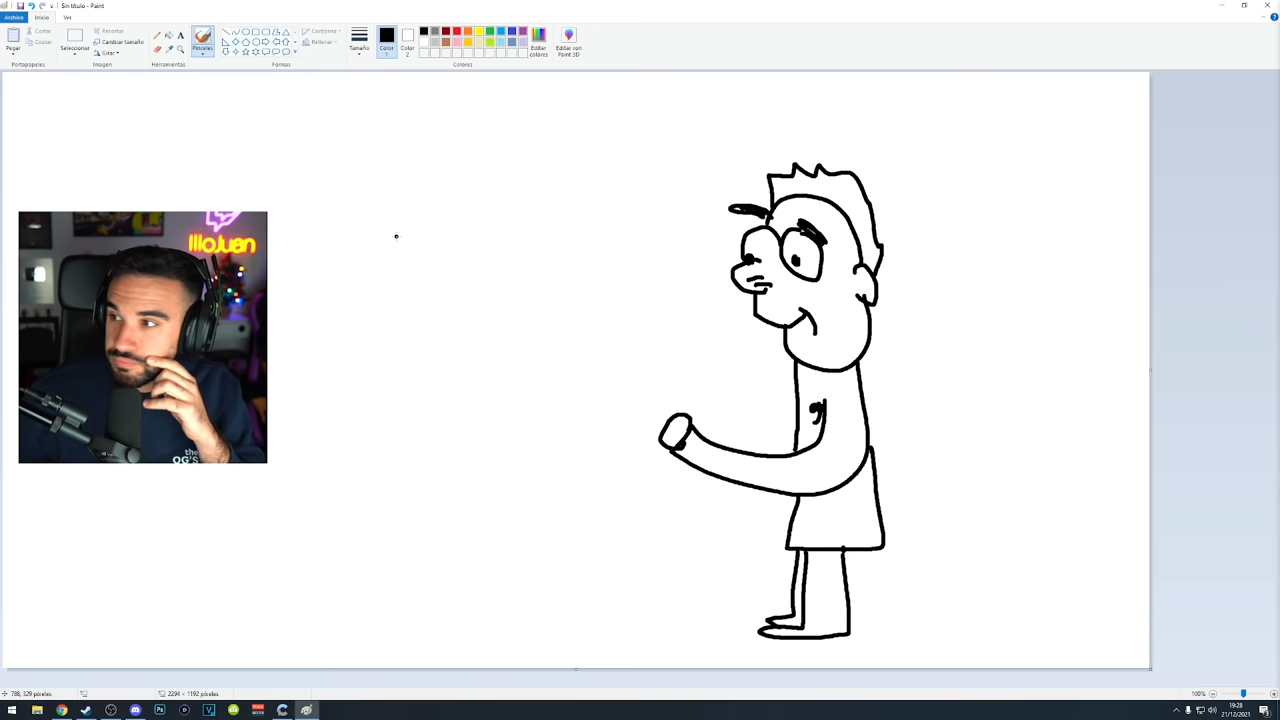 Sin título - Paint
Archivo
Inicio
Ver
Pegar
Cortar
Copiar
Portapapeles
Seleccionar
Recortar
Cambiar tamaño
Girar
Imagen
A
Herramientas
Pinceles
Contorno
Rellenar
Formas
Tamaño
Color 1
Color 2
Editar colores
Editar con Paint 3D
Colores
IlloJuan
the
OG'S
788, 329 píxeles
2294 × 1192 píxeles
100%
19:28
21/12/2021